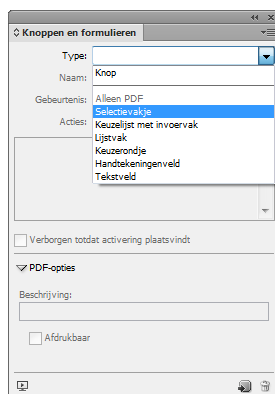 Knoppen en formulieren
Type:
Naam:
Knop
Gebeurtenis:
Alleen PDF
Selectievakje
Acties:
Keuzelijst met invoervak
Lijstvak
Keuzerondje
Handtekeningenveld
Tekstveld
Verborgen totdat activering plaatsvindt
PDF-opties
Beschrijving:
Afdrukbaar